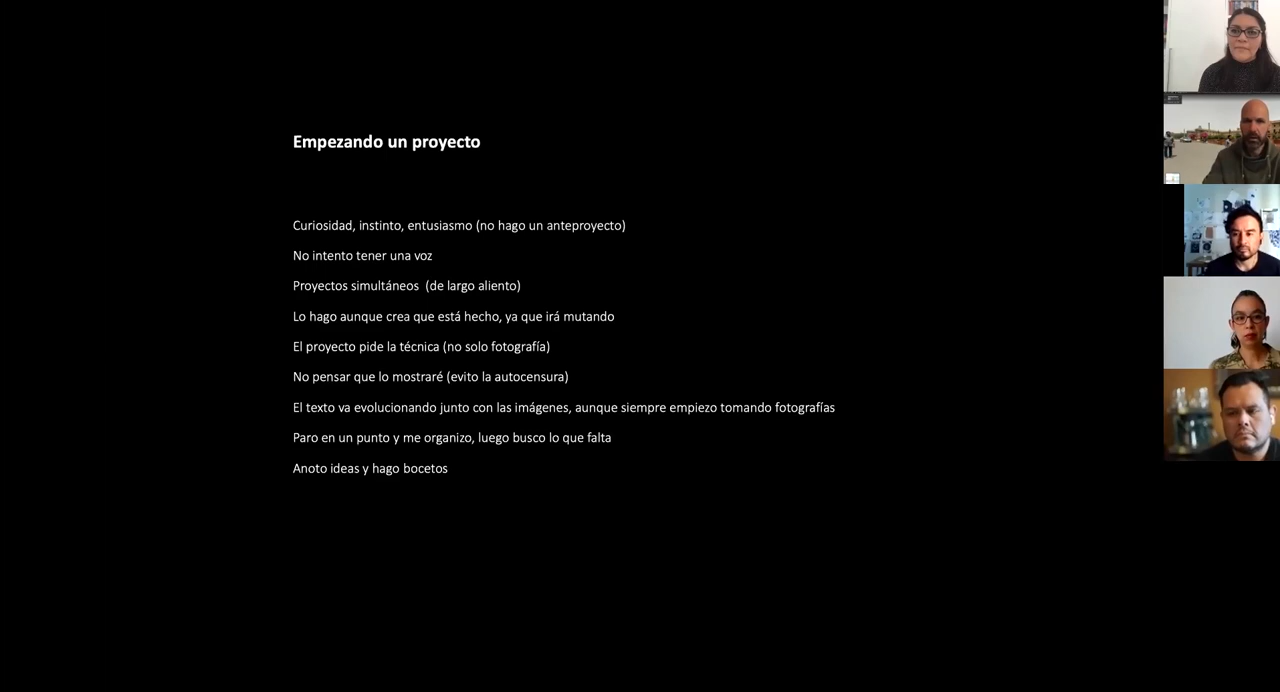 Empezando un proyecto
Curiosidad, instinto, entusiasmo (no hago un anteproyecto)
No intento tener una voz
Proyectos simultáneos (de largo aliento)
Lo hago aunque crea que está hecho, ya que irá mutando
El proyecto pide la técnica (no solo fotografía)
No pensar que lo mostraré (evito la autocensura)
El texto va evolucionando junto con las imágenes, aunque siempre empiezo tomando fotografías
Paro en un punto y me organizo, luego busco lo que falta
Anoto ideas y hago bocetos